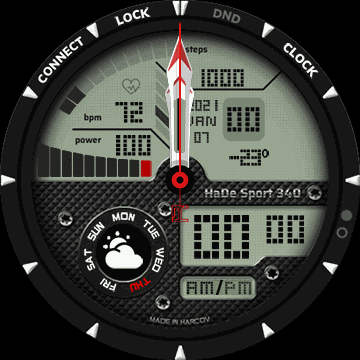 CONNECT LOCK DND CLOCK
steps
1000
bpm 72
2021
JAN
07
00
power 100
-23°
HaDe Sport 340
SUN MON TUE WED THU FRI SAT
00 00
AM/PM
MADE IN HARCOV